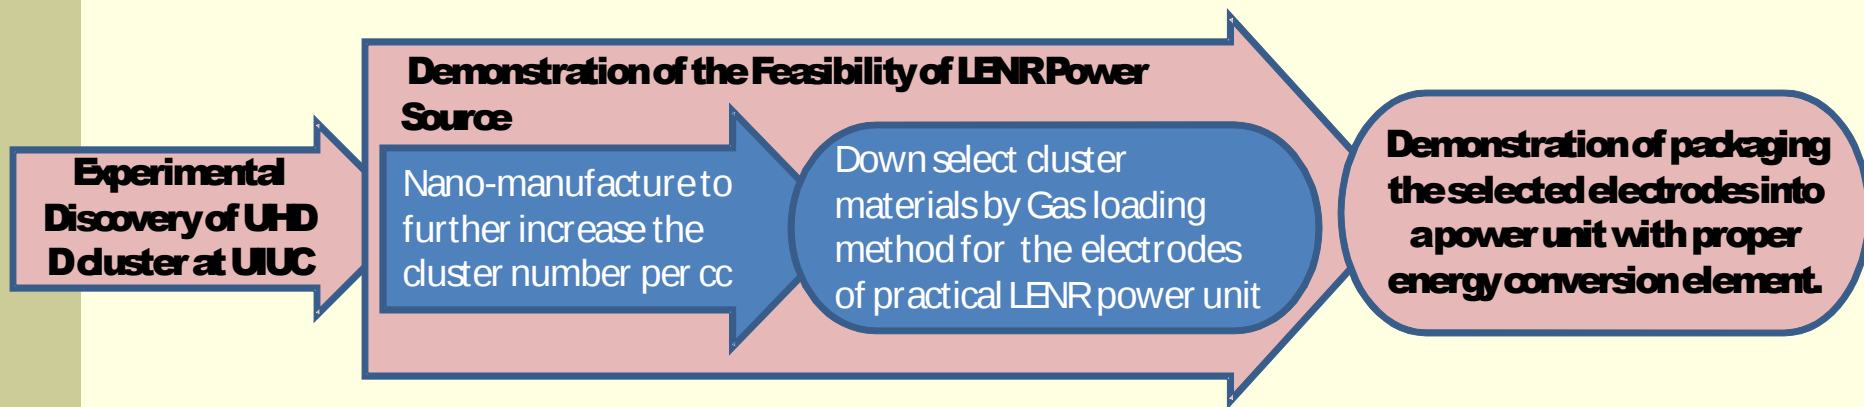 Experimental
Discovery of UHD
D cluster at UIUC
Demonstration of the Feasibility of LENR Power
Source
Nano-manufacture to
further increase the
cluster number per cc
Down select cluster
materials by Gas loading
method for the electrodes
of practical LENR power unit
Demonstration of packaging
the selected electrodes into
a power unit with proper
energy conversion element.